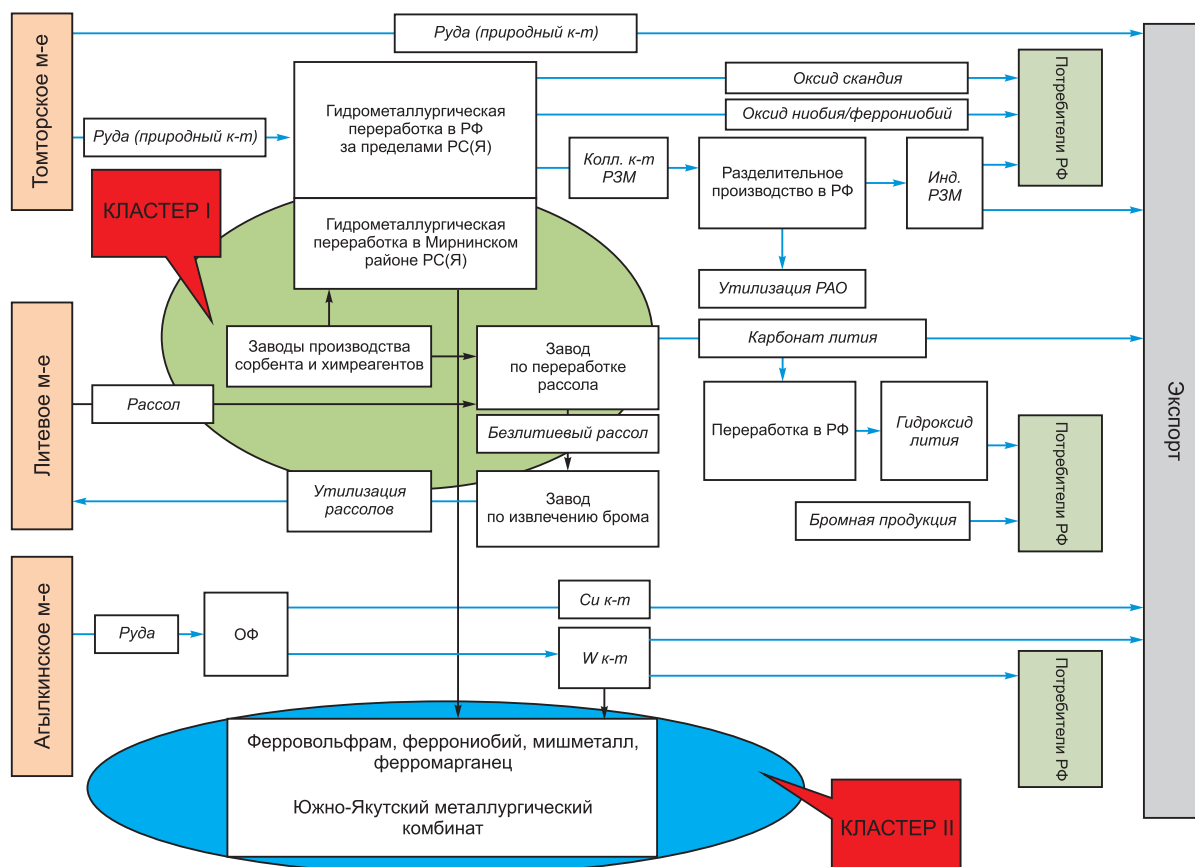 Томторское м-е
Руда (природный к-т)
Экспорт
Руда (природный к-т)
Гидрометаллургическая
переработка в РФ
за пределами РС(Я)
Оксид скандия
Оксид ниобия/феррониобий
Потребители РФ
Колл. к-т
РЗМ
Разделительное
производство в РФ
Инд.
РЗМ
КЛАСТЕР I
Гидрометаллургическая
переработка в Мирнинском
районе РС(Я)
Утилизация РАО
Литевое м-е
Заводы производства
сорбента и химреагентов
Завод
по переработке
рассола
Карбонат лития
Рассол
Безлитиевый рассол
Переработка в РФ
Гидроксид
лития
Потребители РФ
Утилизация
рассолов
Завод
по извлечению брома
Бромная продукция
Агылкинское м-е
Руда
ОФ
Си к-т
W к-т
Потребители РФ
Ферровольфрам, феррониобий, мишметалл,
ферромарганец
Южно-Якутский металлургический
комбинат
КЛАСТЕР II